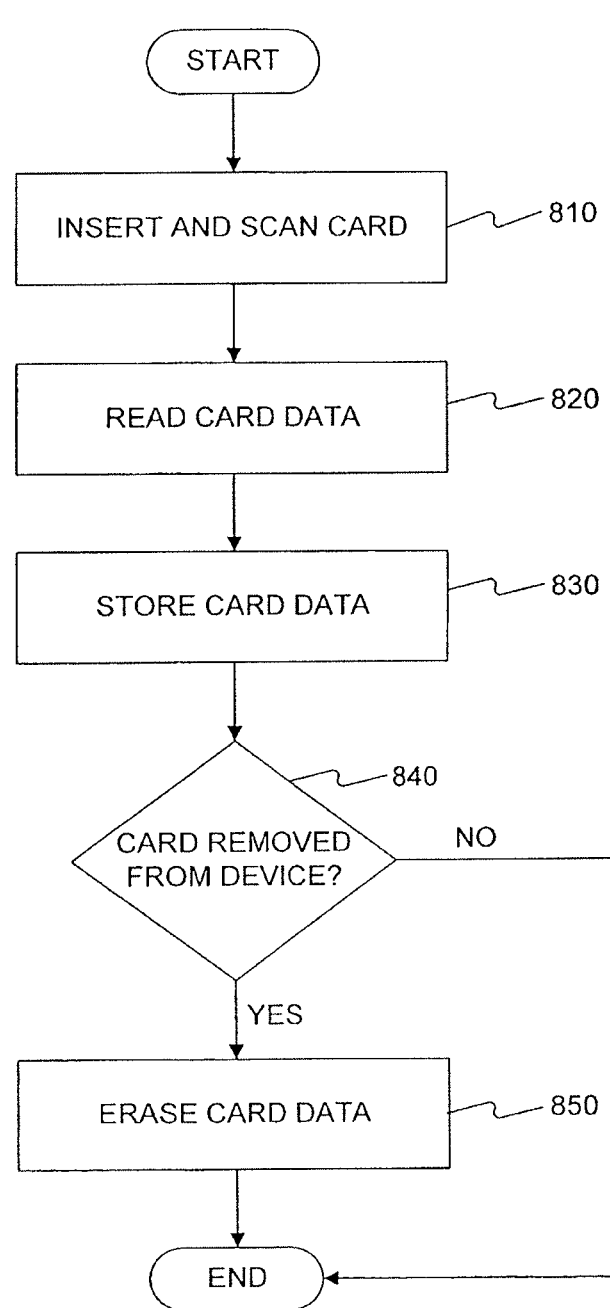 START
INSERT AND SCAN CARD
810
READ CARD DATA
820
STORE CARD DATA
830
840
CARD REMOVED
FROM DEVICE?
NO
YES
ERASE CARD DATA
850
END